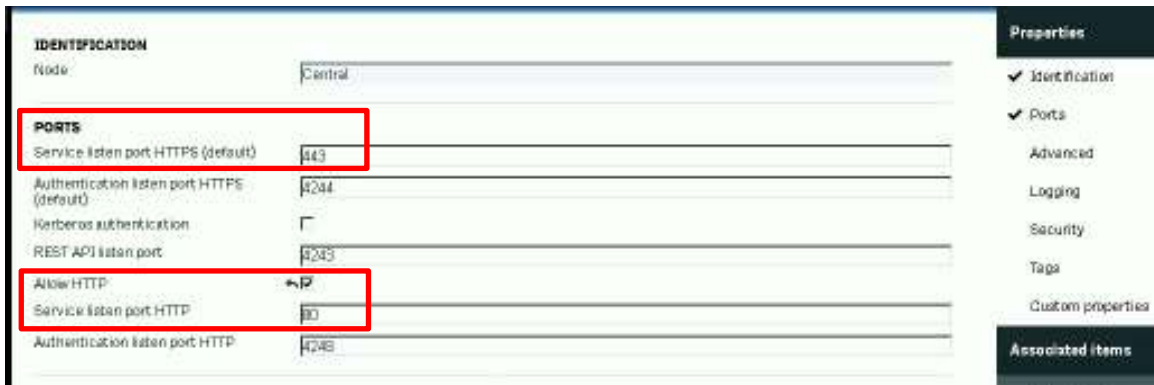 IDENTIFICATION
Node
Central
PORTS
Service listen port HTTPS (default)
443
Authentication listen port HTTPS
(default)
4244
Kerberos authentication
REST API listen port
4243
Allow HTTP
Service listen port HTTP
80
Authentication listen port HTTP
4248
Properties
Identification
Ports
Advanced
Logging
Security
Tags
Custom properties
Associated items